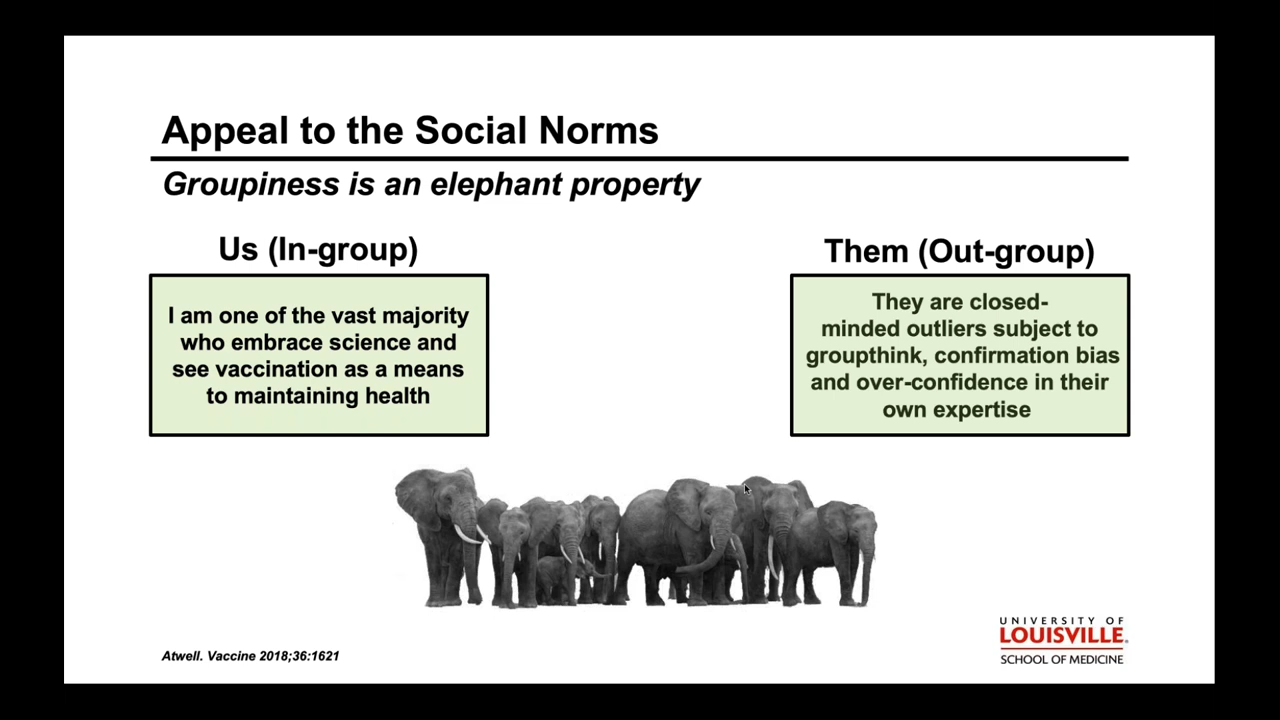 Appeal to the Social Norms
Groupiness is an elephant property
Us (In-group)
I am one of the vast majority
who embrace science and
see vaccination as a means
to maintaining health
Them (Out-group)
They are closed-
minded outliers subject to
groupthink, confirmation bias
and over-confidence in their
own expertise
Atwell. Vaccine 2018;36:1621
UNIVERSITY OF
LOUISVILLE.
SCHOOL OF MEDICINE